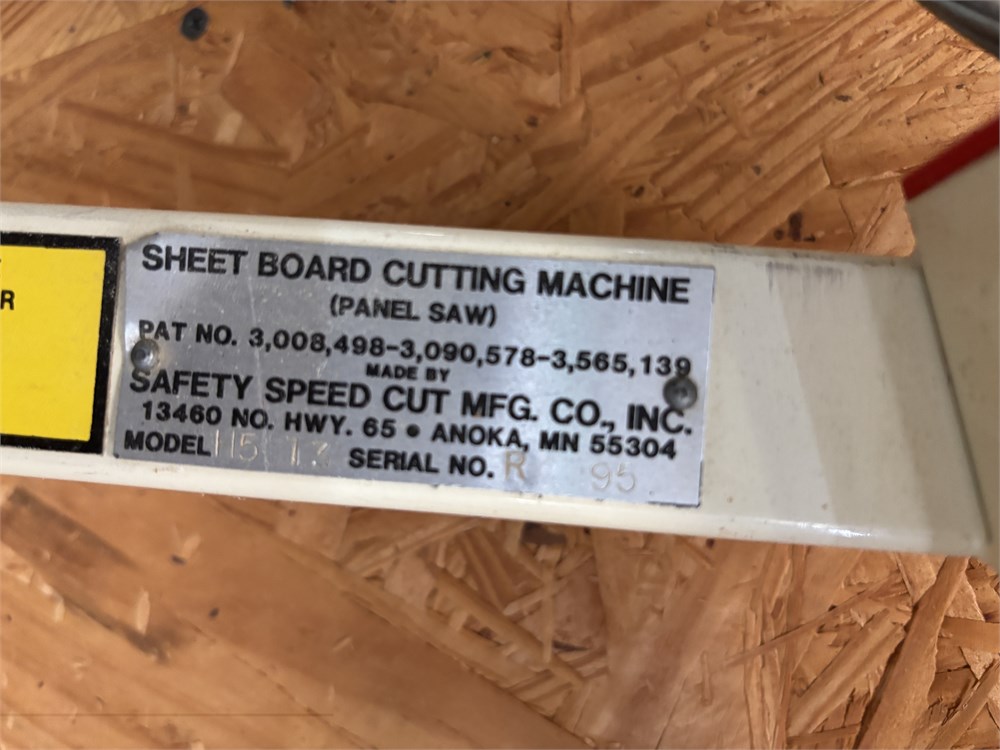 R
SHEET BOARD CUTTING MACHINE
(PANEL SAW)
PAT NO. 3,008,498-3,090,578-3,565,139
MADE BY
SAFETY SPEED CUT MFG. CO., INC.
13460 NO. HWY. 65 • ANOKA, MN 55304
MODEL SERIAL NO. R 95